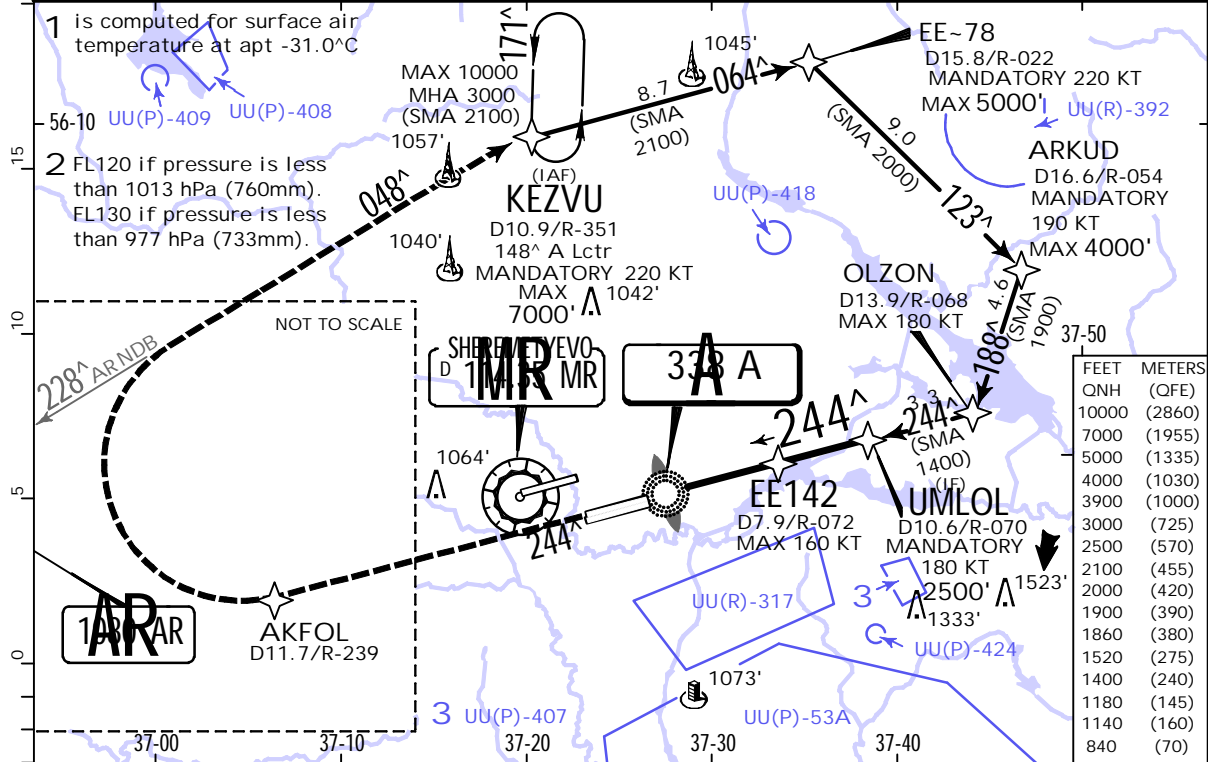 1 is computed for surface air
temperature at apt -31.0^C
UU(P)-409
UU(P)-408
56-10
2 FL120 if pressure is less
than 1013 hPa (760mm).
FL130 if pressure is less
than 977 hPa (733mm).
MAX 10000
MHA 3000
(SMA 2100)
171^
1057'
048^
1040'
1045'
8.7
064^
(SMA
2100)
(IAF)
KEZVU
D10.9/R-351
148^ A Lctr
MANDATORY 220 KT
MAX
7000'
1042'
EE~78
D15.8/R-022
MANDATORY 220 KT
MAX 5000'
UU(R)-392
9.0
(SMA 2000)
123^
ARKUD
D16.6/R-054
MANDATORY
190 KT
MAX 4000'
UU(P)-418
OLZON
D13.9/R-068
MAX 180 KT
4.6
188^
(SMA
1900)
37-50
NOT TO SCALE
228^ AR NDB
SHEREMETYEVO
D
MR
MR
A
338 A
244^
3.3
244^
(SMA
1400)
(IF)
1064'
244^
EE142
D7.9/R-072
MAX 160 KT
UMLOL
D10.6/R-070
MANDATORY
180 KT
2500'
1523'
1333'
3
UU(R)-317
UU(P)-424
AR
AR
AKFOL
D11.7/R-239
1073'
3 UU(P)-407
UU(P)-53A
15
10
5
0
37-00
37-10
37-20
37-30
37-40
FEET METERS
QNH (QFE)
10000 (2860)
7000 (1955)
5000 (1335)
4000 (1030)
3900 (1000)
3000 (725)
2500 (570)
2100 (455)
2000 (420)
1900 (390)
1860 (380)
1520 (275)
1400 (240)
1180 (145)
1140 (160)
840 (70)